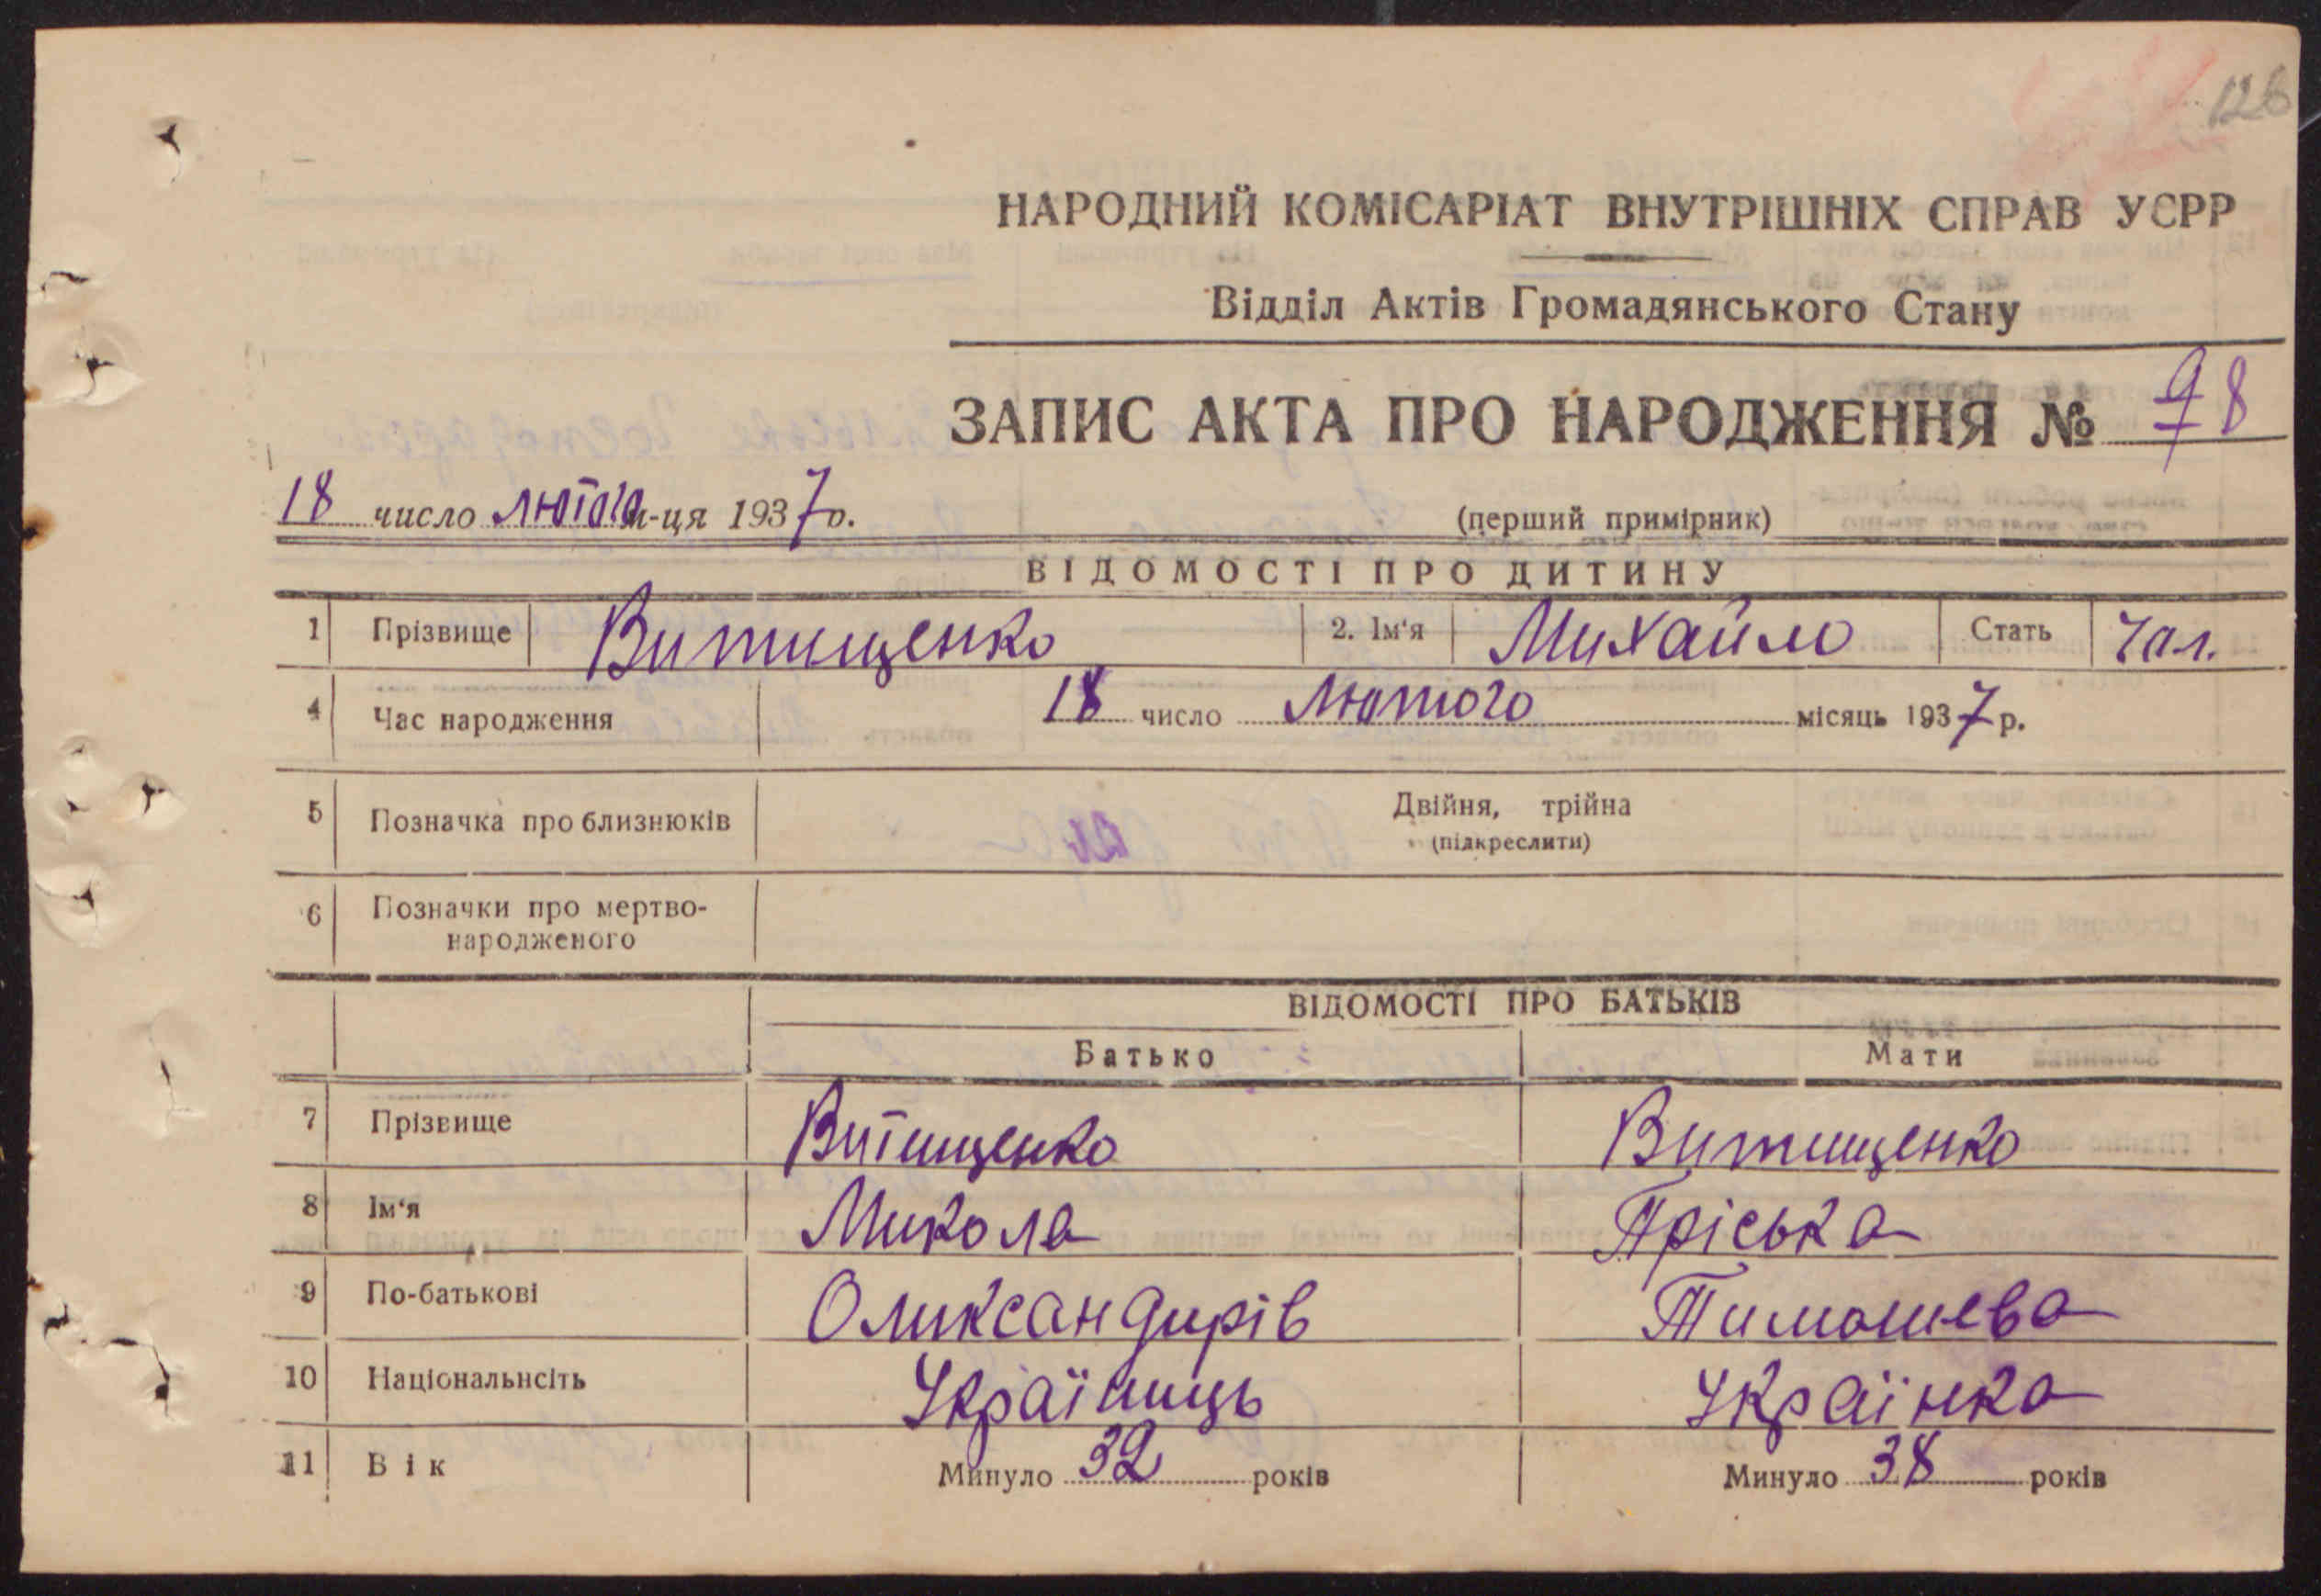 126
НАРОДНИЙ КОМІСАРІАТ ВНУТРІШНІХ СПРАВ УСРР
Відділ Актів Громадянського Стану
ЗАПИС АКТА ПРО НАРОДЖЕННЯ № 98
18 число лютого м-ця 1937 р.
(перший примірник)
ВІДОМОСТІ ПРО ДИТИНУ
1 Прізвище Витищенко 2. Ім'я Михайло Стать Чол.
4 Час народження 18 число Лютого місяць 1937 р.
5 Позначка про близнюків Двійня, трійна
(підкреслити)
6 Позначки про мертво-
народженого
ВІДОМОСТІ ПРО БАТЬКІВ
Батько Мати
7 Прізвище Витищенко Витищенко
8 Ім'я Микола Пріська
9 По-батькові Оликсандирів Тимошева
10 Національнсіть Україниць Українка
11 Вік Минуло 32 років Минуло 38 років